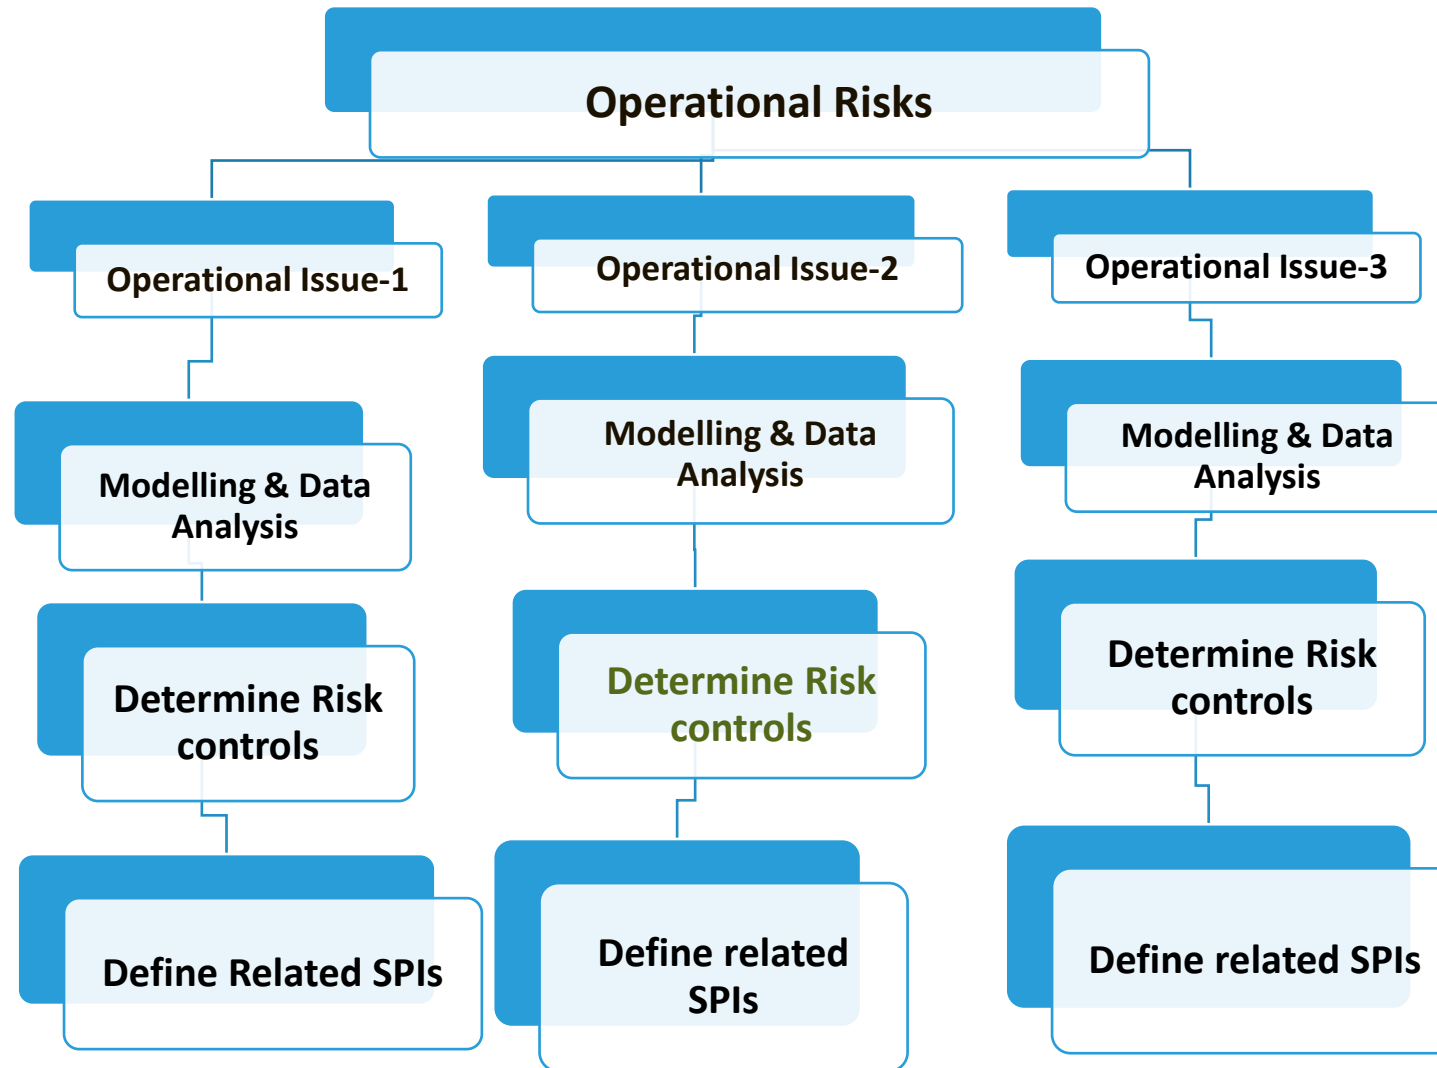 Operational Risks
Operational Issue-1
Operational Issue-2
Operational Issue-3
Modelling & Data
Analysis
Modelling & Data
Analysis
Modelling & Data
Analysis
Determine Risk
controls
Determine Risk
controls
Determine Risk
controls
Define Related SPIs
Define related
SPIs
Define related SPIs